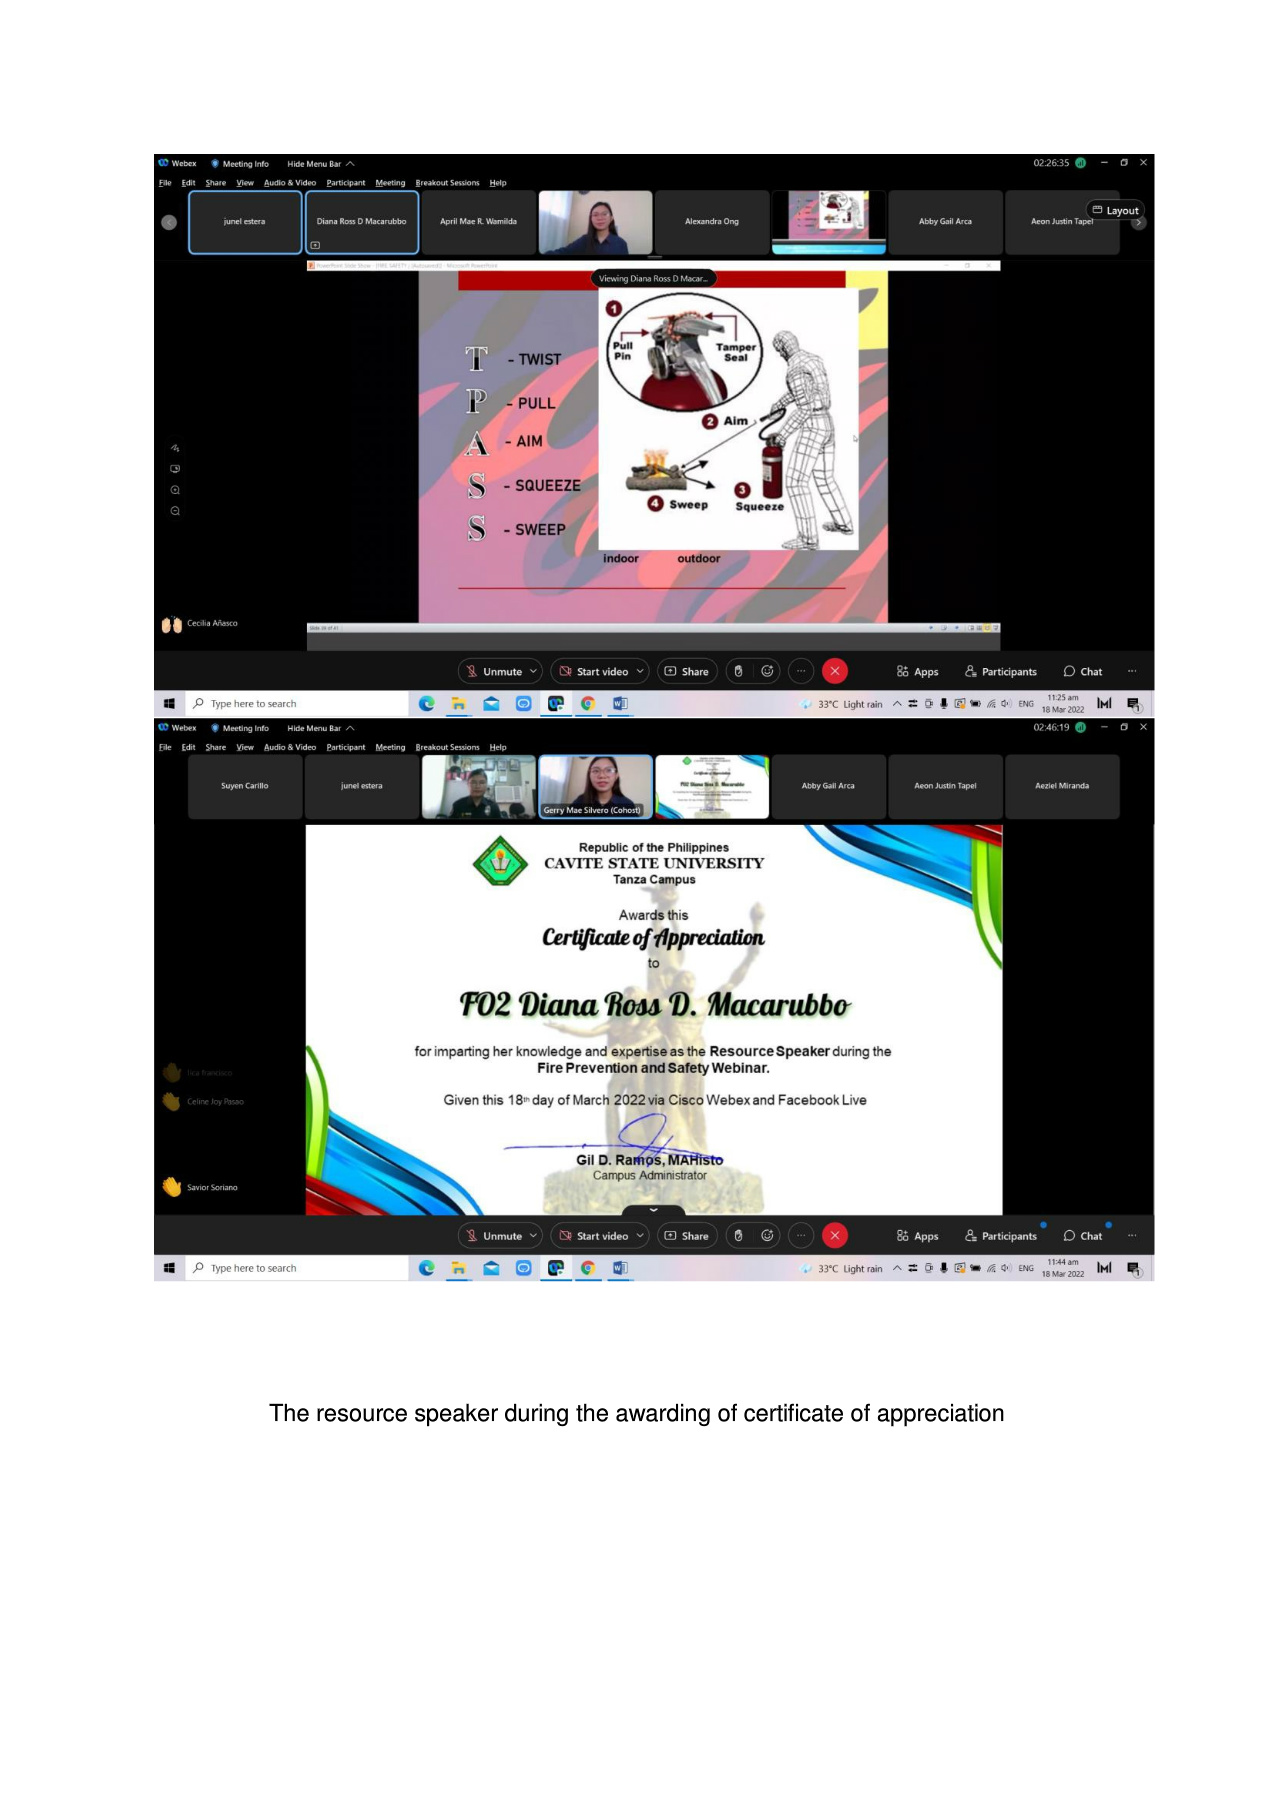 Webex Meeting Info Hide Menu Bar 02:26:35
File Edit Share View Audio & Video Participant Meeting Breakout Sessions Help
junel estera Diana Ross D Macarubbo April Mae R. Wamilda Alexandra Ong Abby Gail Arca Aeon Justin Tapel
Layout
Viewing Diana Ross D Macar...
1
Pull Pin
Tamper Seal
T - TWIST
P - PULL
A - AIM
S - SQUEEZE
S - SWEEP
2 Aim
3 Squeeze
4 Sweep
indoor outdoor
Cecilia Añasco
Unmute Start video Share Apps Participants Chat
Type here to search 33°C Light rain ENG 11:25 am
18 Mar 2022
Webex Meeting Info Hide Menu Bar 02:46:19
File Edit Share View Audio & Video Participant Meeting Breakout Sessions Help
Suyen Carillo junel estera Gerry Mae Silvero (Cohost) Abby Gail Arca Aeon Justin Tapel Aeziel Miranda
Republic of the Philippines
CAVITE STATE UNIVERSITY
Tanza Campus
Awards this
Certificate of Appreciation
to
FO2 Diana Ross D. Macarubbo
for imparting her knowledge and expertise as the Resource Speaker during the
Fire Prevention and Safety Webinar.
Given this 18th day of March 2022 via Cisco Webex and Facebook Live
Gil D. Ramos, MAHisto
Campus Administrator
Celine Joy Pasao
Savior Soriano
Unmute Start video Share Apps Participants Chat
Type here to search 33°C Light rain ENG 11:44 am
18 Mar 2022
The resource speaker during the awarding of certificate of appreciation